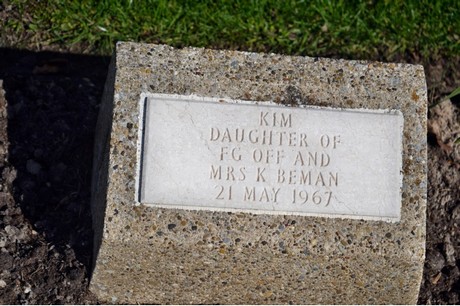 KIM
DAUGHTER OF
FG OFF AND
MRS K BEMAN
21 MAY 1967